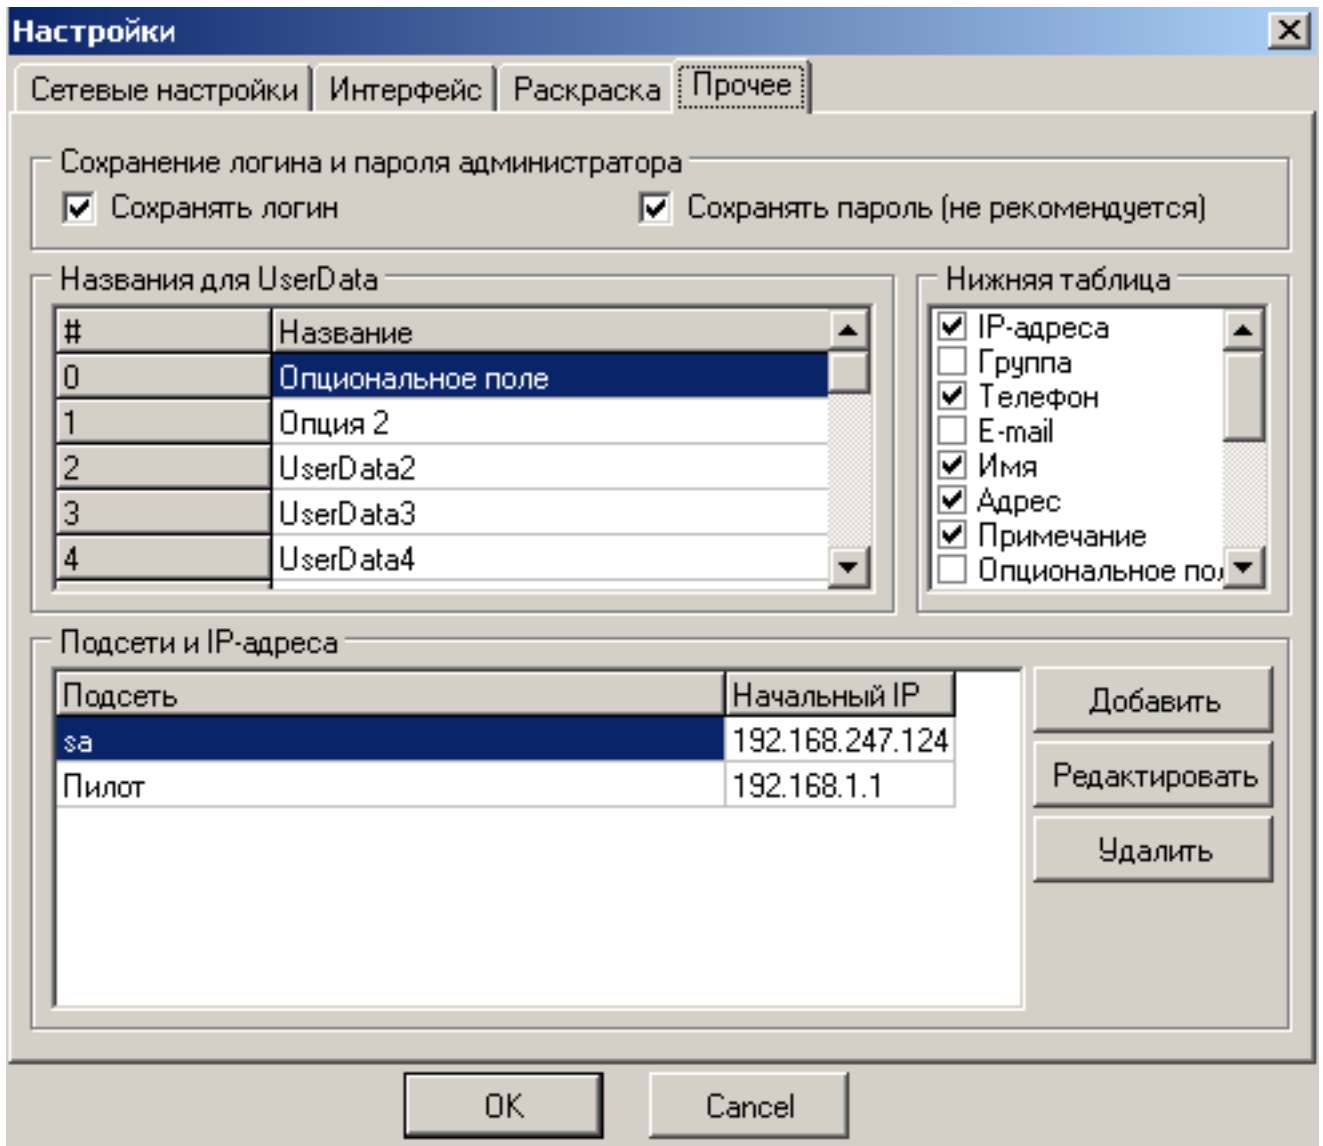 Настройки
Сетевые настройки Интерфейс Раскраска Прочее
Сохранение логина и пароля администратора
Сохранять логин Сохранять пароль (не рекомендуется)
Названия для UserData Нижняя таблица
# Название
0 Опциональное поле
1 Опция 2
2 UserData2
3 UserData3
4 UserData4
IP-адреса
Группа
Телефон
E-mail
Имя
Адрес
Примечание
Опциональное
Подсети и IP-адреса
Подсеть Начальный IP
sa 192.168.247.124
Пилот 192.168.1.1
Добавить
Редактировать
Удалить
OK Cancel